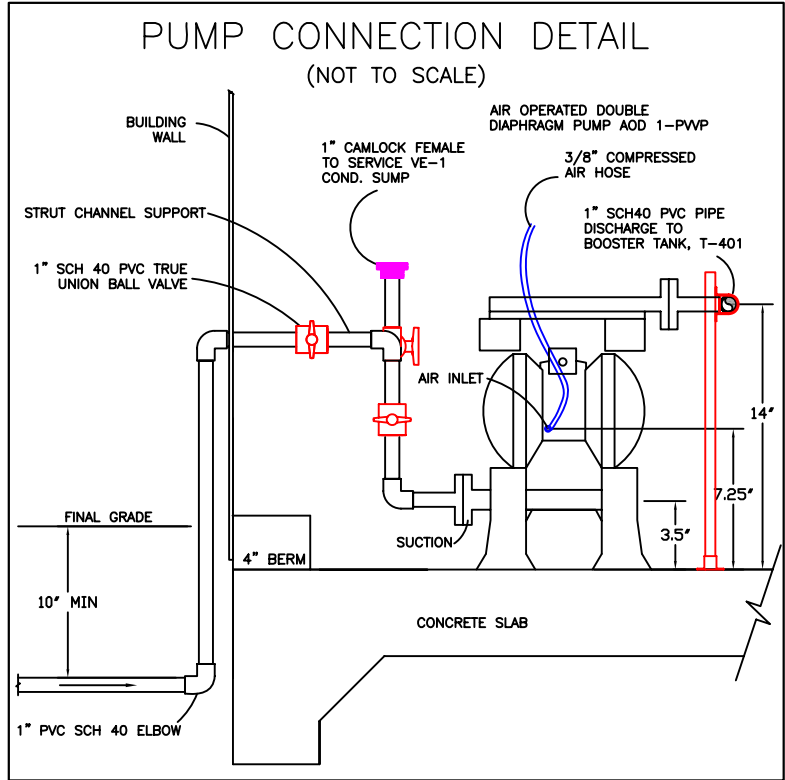 PUMP CONNECTION DETAIL
(NOT TO SCALE)
BUILDING
WALL
AIR OPERATED DOUBLE
DIAPHRAGM PUMP AOD 1-PVVP
1" CAMLOCK FEMALE
TO SERVICE VE-1
COND. SUMP
3/8" COMPRESSED
AIR HOSE
STRUT CHANNEL SUPPORT
1" SCH40 PVC PIPE
DISCHARGE TO
BOOSTER TANK, T-401
1" SCH 40 PVC TRUE
UNION BALL VALVE
AIR INLET
14"
7.25"
FINAL GRADE
3.5"
SUCTION
4" BERM
10" MIN
CONCRETE SLAB
1" PVC SCH 40 ELBOW